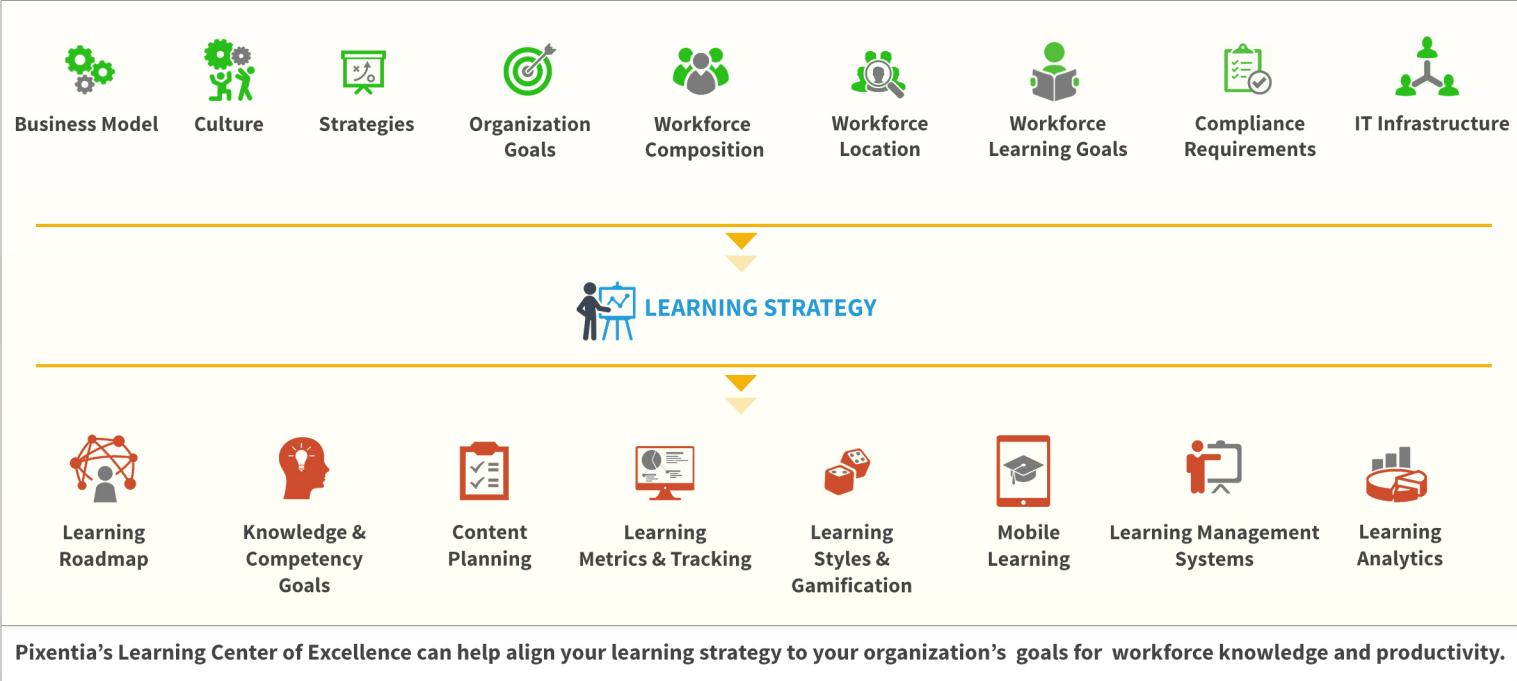 Business Model
Culture
Strategies
Organization
Goals
Workforce
Composition
Workforce
Location
Workforce
Learning Goals
Compliance
Requirements
IT Infrastructure
LEARNING STRATEGY
Learning
Roadmap
Knowledge &
Competency
Goals
Content
Planning
Learning
Metrics & Tracking
Learning
Styles &
Gamification
Mobile
Learning
Learning Management
Systems
Learning
Analytics
Pixentia’s Learning Center of Excellence can help align your learning strategy to your organization’s goals for workforce knowledge and productivity.